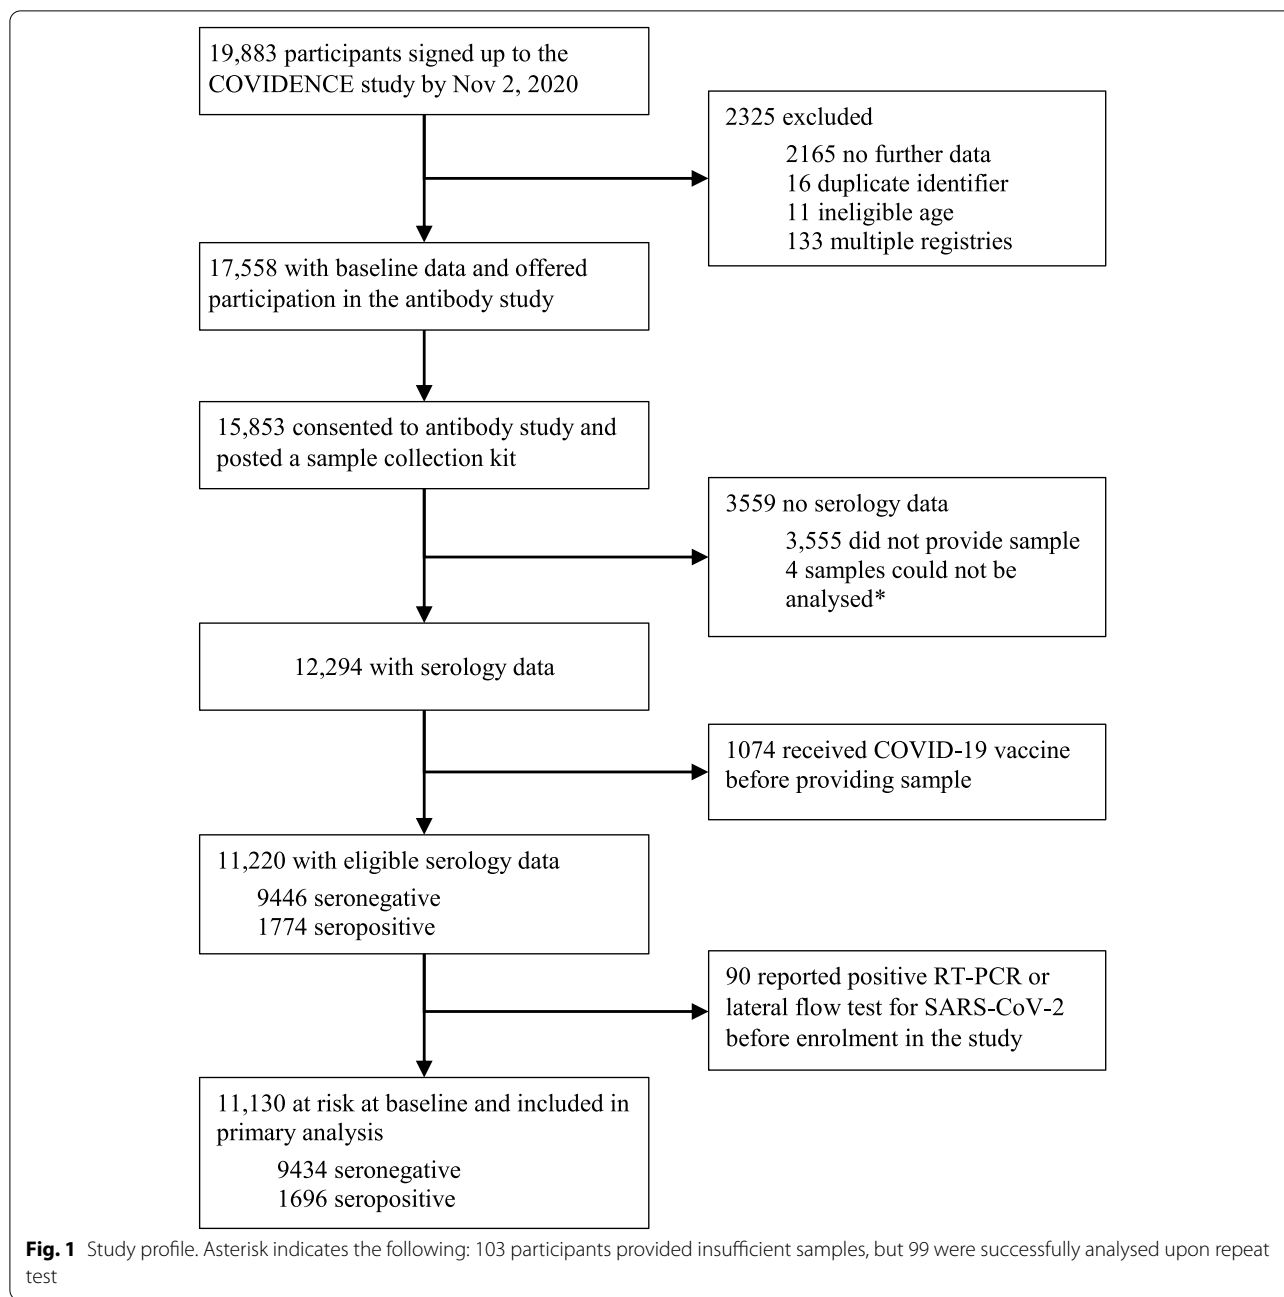 19,883 participants signed up to the
COVIDENCE study by Nov 2, 2020
2325 excluded
2165 no further data
16 duplicate identifier
11 ineligible age
133 multiple registries
17,558 with baseline data and offered
participation in the antibody study
15,853 consented to antibody study and
posted a sample collection kit
3559 no serology data
3,555 did not provide sample
4 samples could not be
analysed*
12,294 with serology data
1074 received COVID-19 vaccine
before providing sample
11,220 with eligible serology data
9446 seronegative
1774 seropositive
90 reported positive RT-PCR or
lateral flow test for SARS-CoV-2
before enrolment in the study
11,130 at risk at baseline and included in
primary analysis
9434 seronegative
1696 seropositive
Fig. 1 Study profile. Asterisk indicates the following: 103 participants provided insufficient samples, but 99 were successfully analysed upon repeat
test